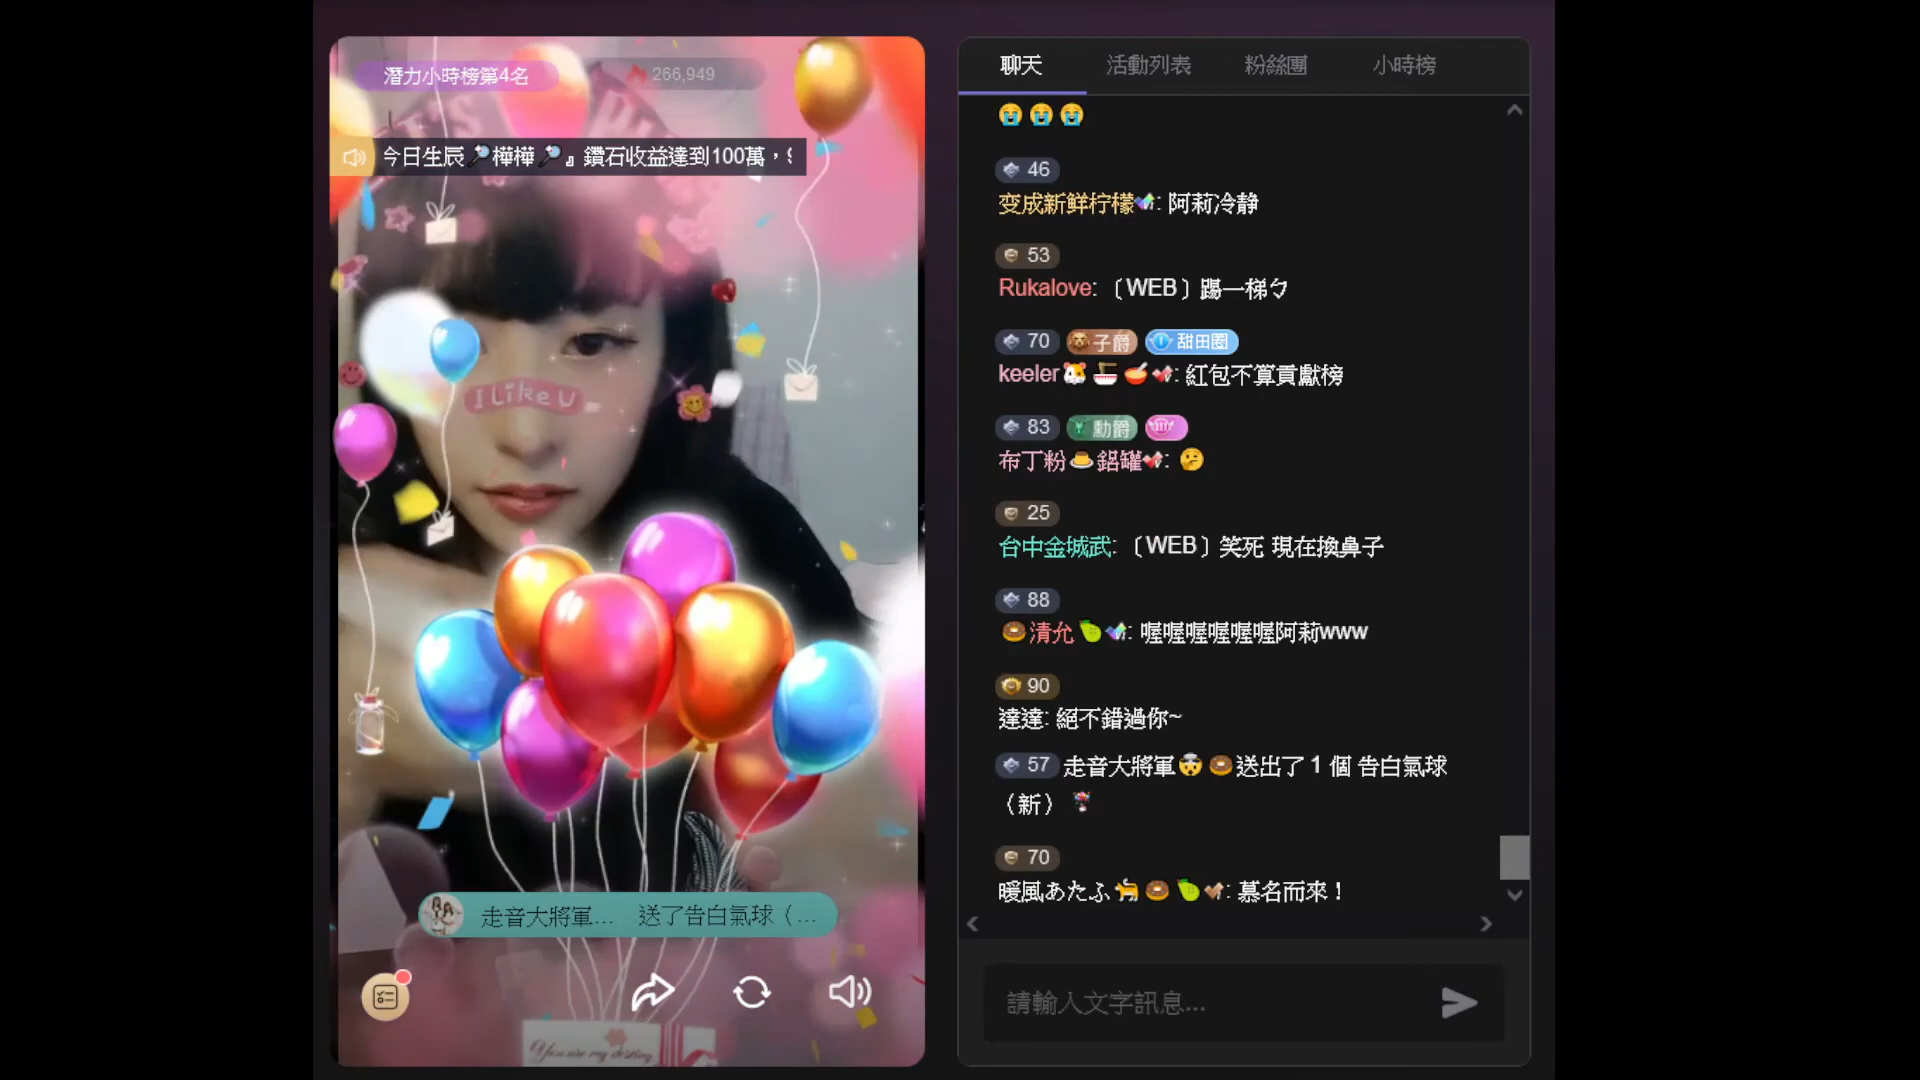 潛力小時榜第4名
266,949
今日生辰🔎樺樺🔎』鑽石收益達到100萬，
I Like U
走音大將軍... 送了告白氣球（...
You are my destiny
聊天 活動列表 粉絲團 小時榜
😭😭😭
46
变成新鲜柠檬: 阿莉冷静
53
Rukalove:〔WEB〕踢一梯ㄅ
70 子爵 甜田圈
keeler🐹🍜🥣: 紅包不算貢獻榜
83 勳爵
布丁粉🍮鋁罐: 🤔
25
台中金城武:〔WEB〕笑死 現在換鼻子
88
🍩清允🍐: 喔喔喔喔喔喔阿莉www
90
達達: 絕不錯過你~
57 走音大將軍🤯🍩送出了 1 個 告白氣球
（新）
70
暖風あたふ🐈🍩🍐: 慕名而來！
請輸入文字訊息...